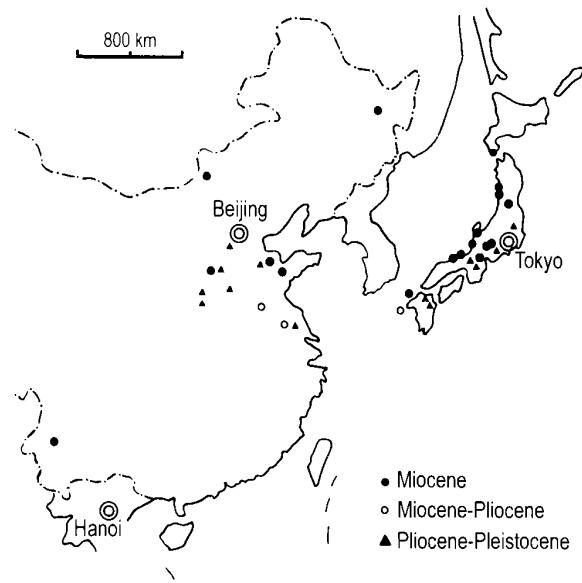 800 km
Beijing
Tokyo
Hanoi
Miocene
Miocene-Pliocene
Pliocene-Pleistocene